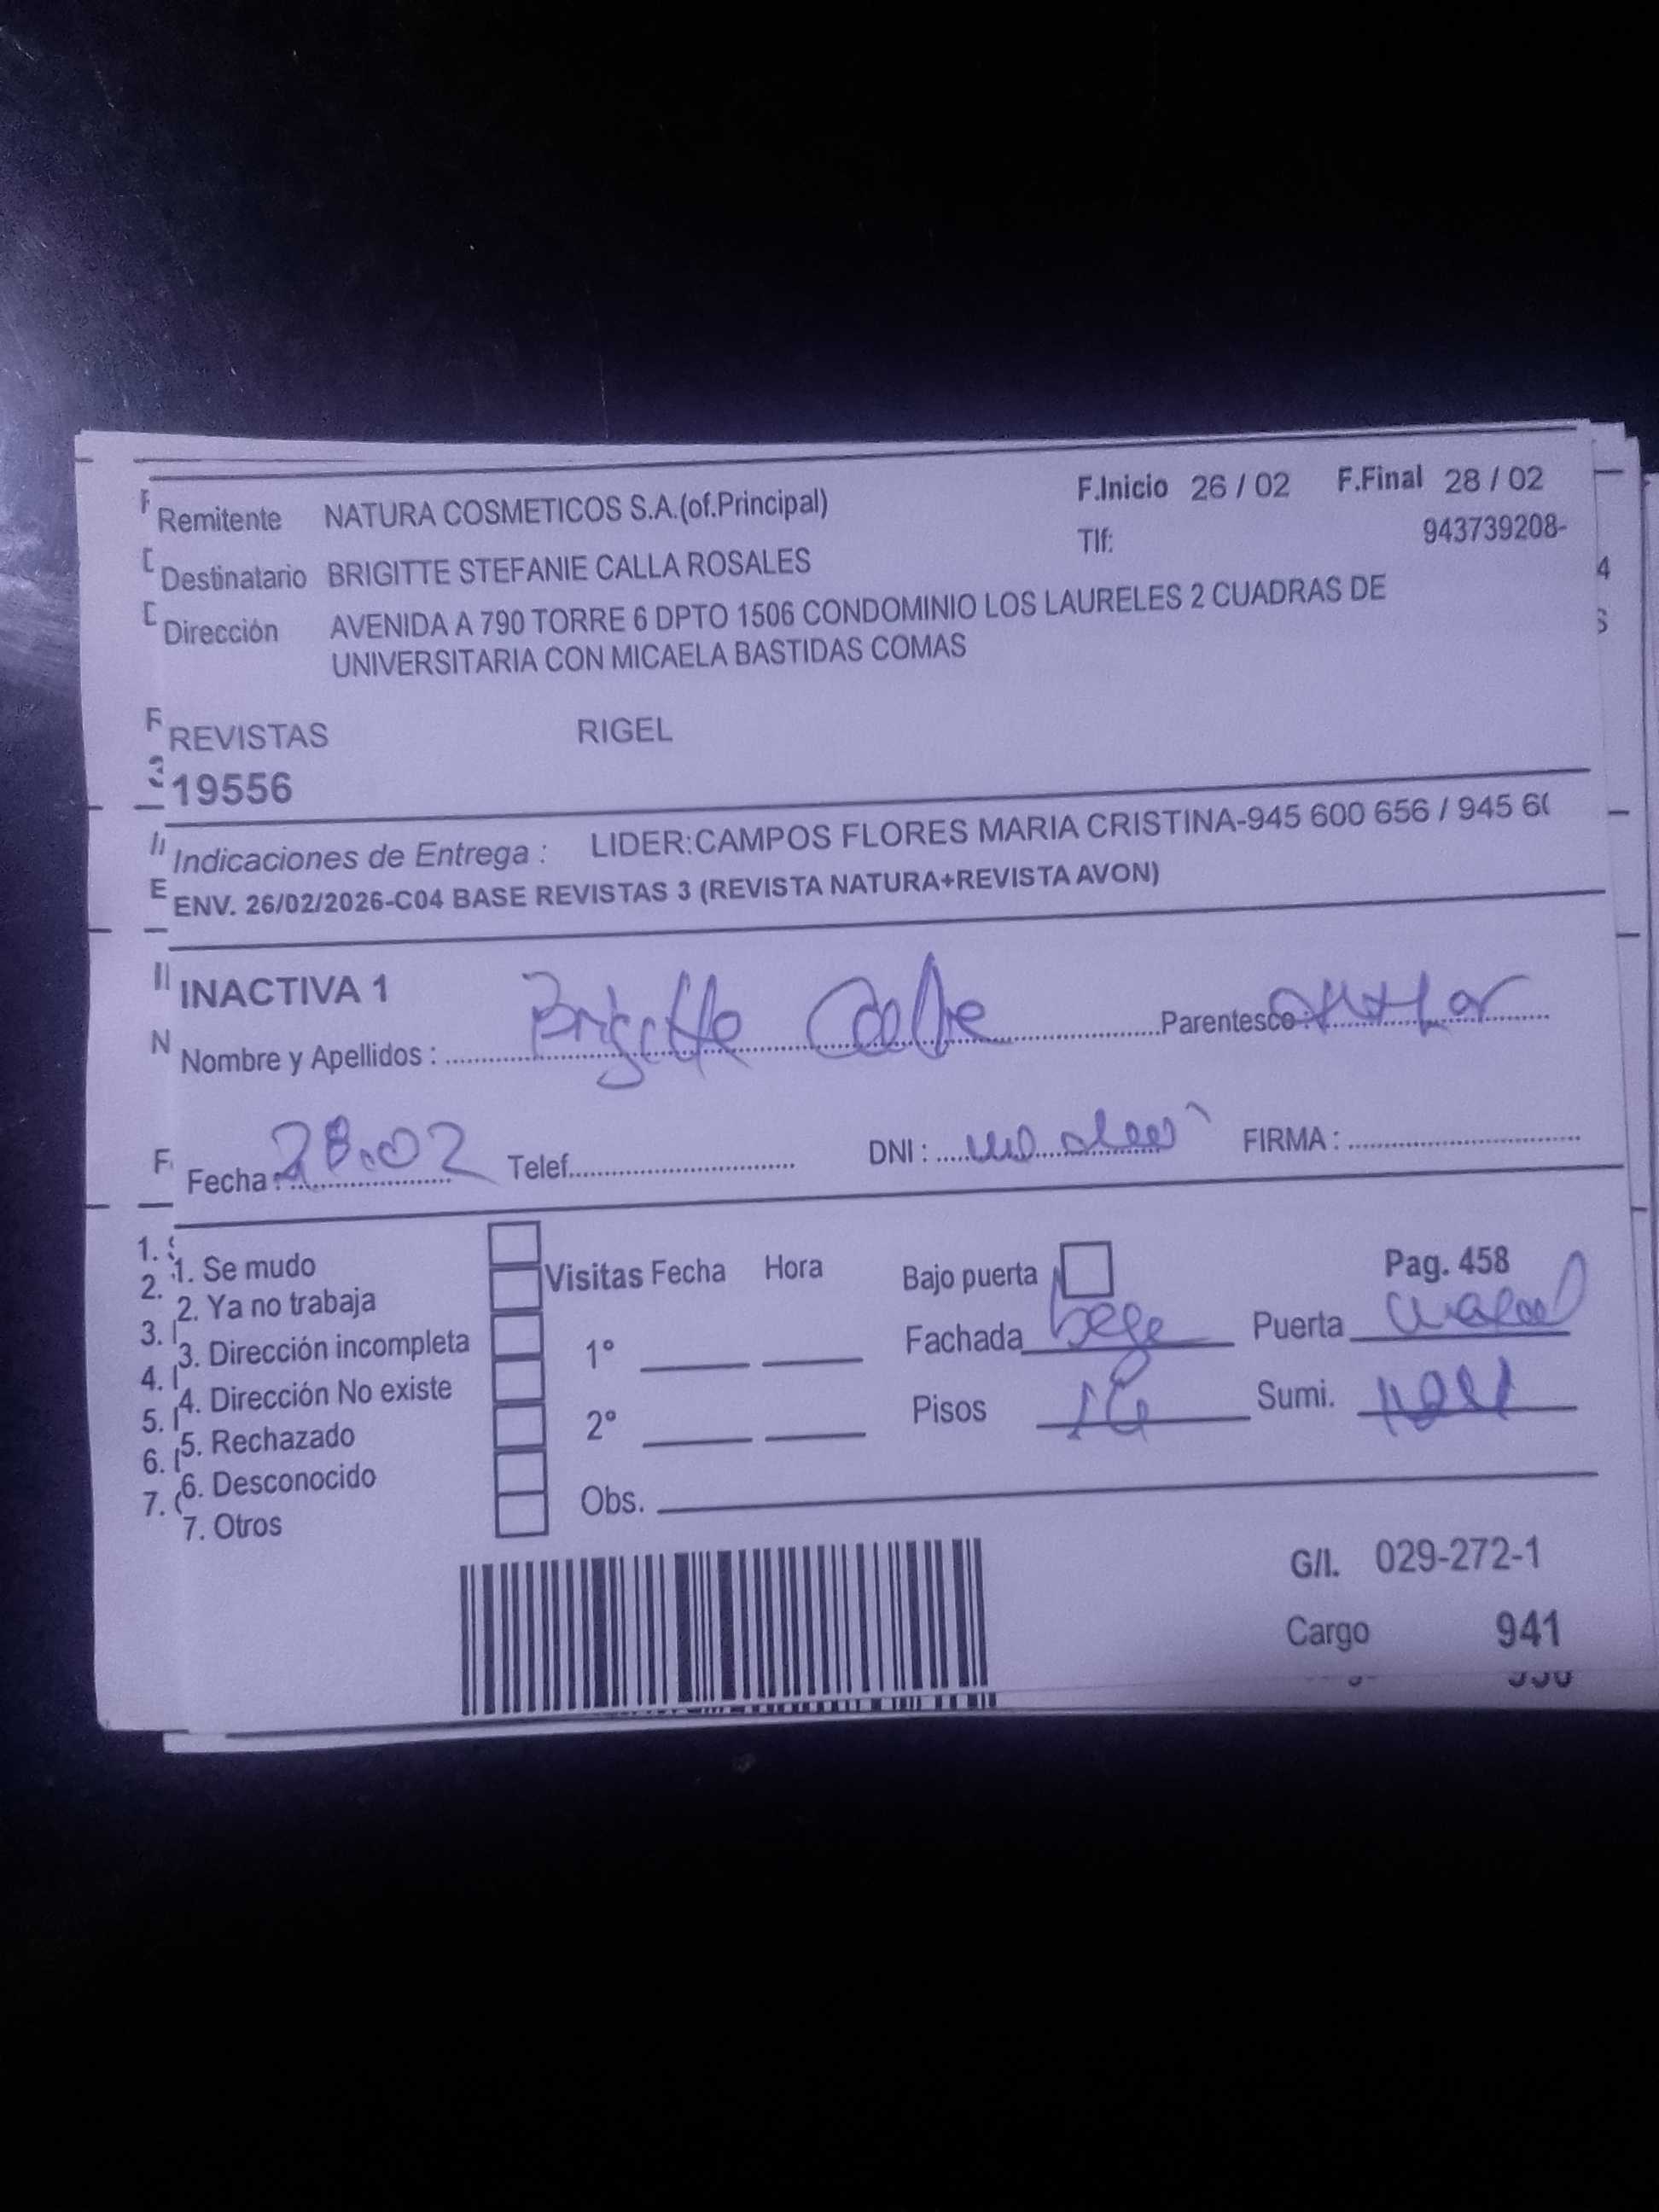 Remitente NATURA COSMETICOS S.A.(of.Principal) F.Inicio 26 / 02 F.Final 28 / 02
Tlf: 943739208-
Destinatario BRIGITTE STEFANIE CALLA ROSALES
Dirección AVENIDA A 790 TORRE 6 DPTO 1506 CONDOMINIO LOS LAURELES 2 CUADRAS DE
UNIVERSITARIA CON MICAELA BASTIDAS COMAS
REVISTAS RIGEL
19556
Indicaciones de Entrega : LIDER:CAMPOS FLORES MARIA CRISTINA-945 600 656 / 945 6
ENV. 26/02/2026-C04 BASE REVISTAS 3 (REVISTA NATURA+REVISTA AVON)
INACTIVA 1
Nombre y Apellidos : Brigitte Calla Parentesco :
Fecha : 28.02 Telef. DNI : FIRMA :
1. Se mudo
2. Ya no trabaja
3. Dirección incompleta
4. Dirección No existe
5. Rechazado
6. Desconocido
7. Otros
Visitas Fecha Hora
1°
2°
Obs.
Bajo puerta Pag. 458
Fachada Puerta
Pisos Sumi.
G/I. 029-272-1
Cargo 941